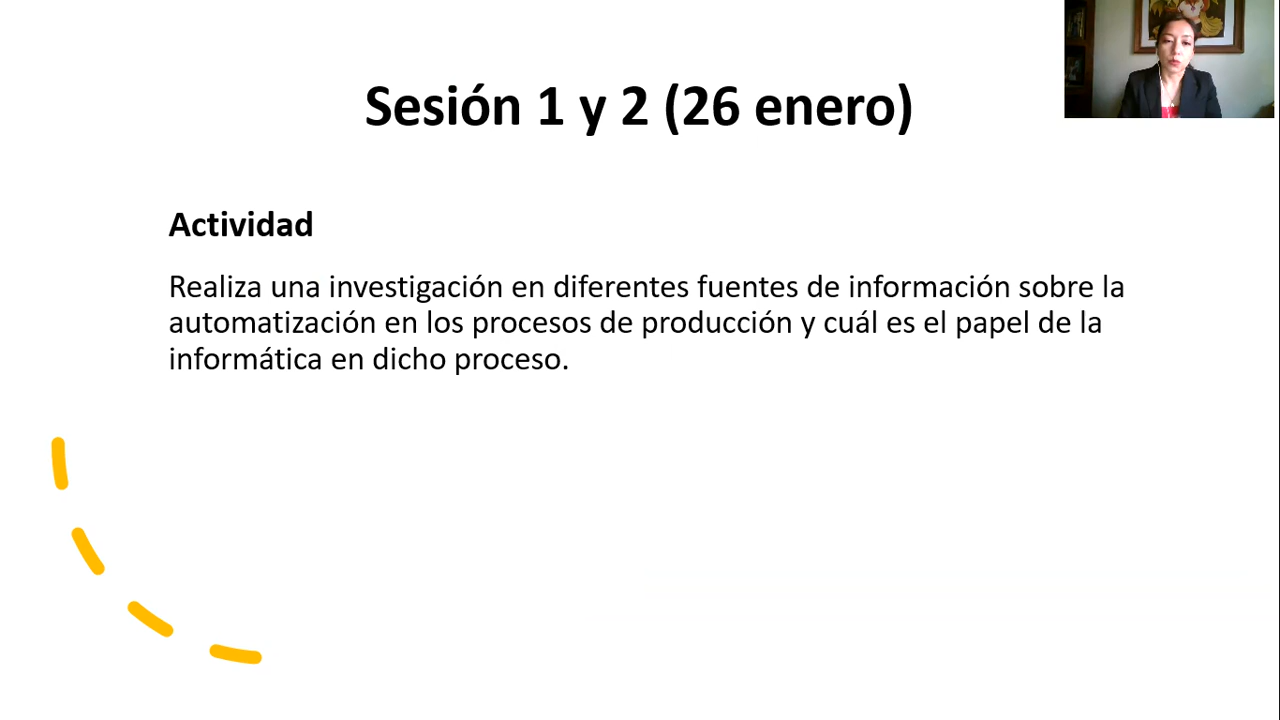 Sesión 1 y 2 (26 enero)
Actividad
Realiza una investigación en diferentes fuentes de información sobre la
automatización en los procesos de producción y cuál es el papel de la
informática en dicho proceso.